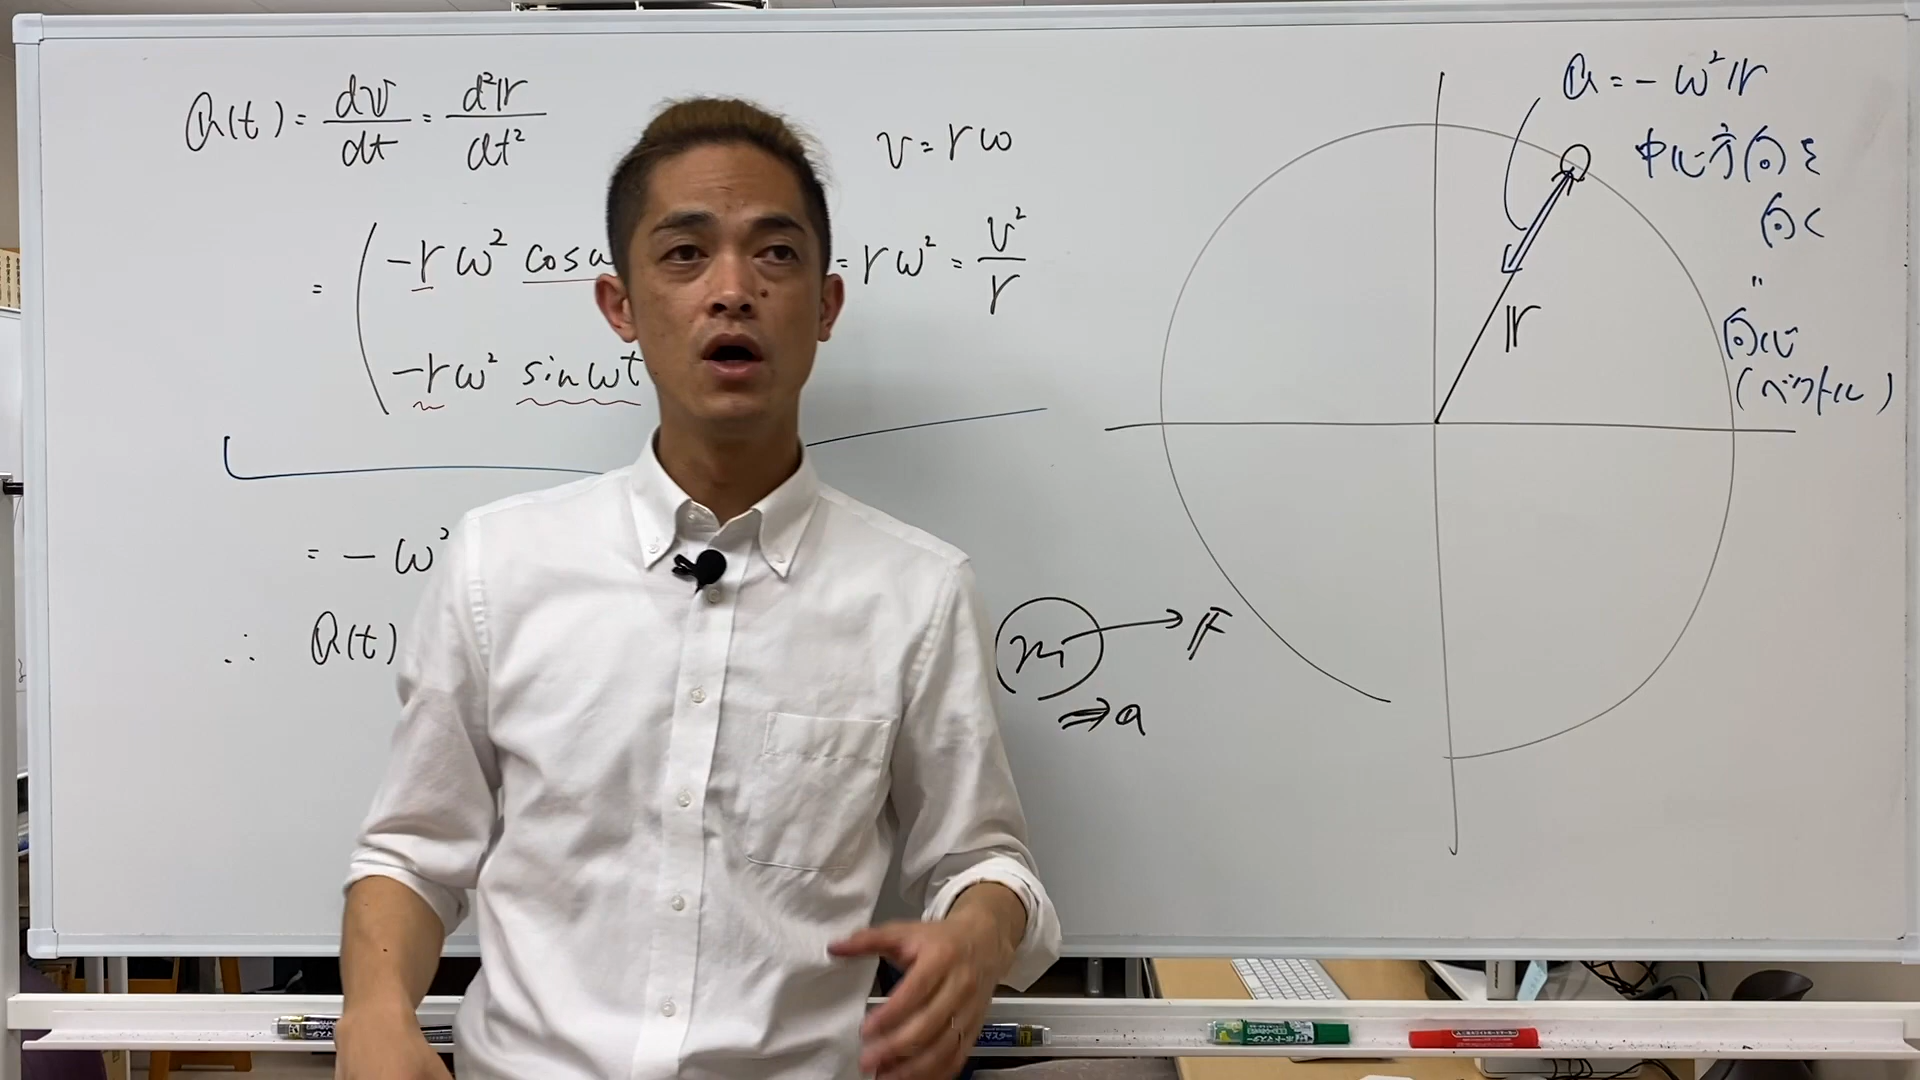 a(t) = dv/dt = d²r/dt²
= ( -rω² cosω
-rω² sinωt
= -ω²
∴ a(t)
v = rω
= rω² = v²/r
m → F
⇒ a
a = -ω²r
中心方向を
向く
〃
向心
(ベクトル)
r